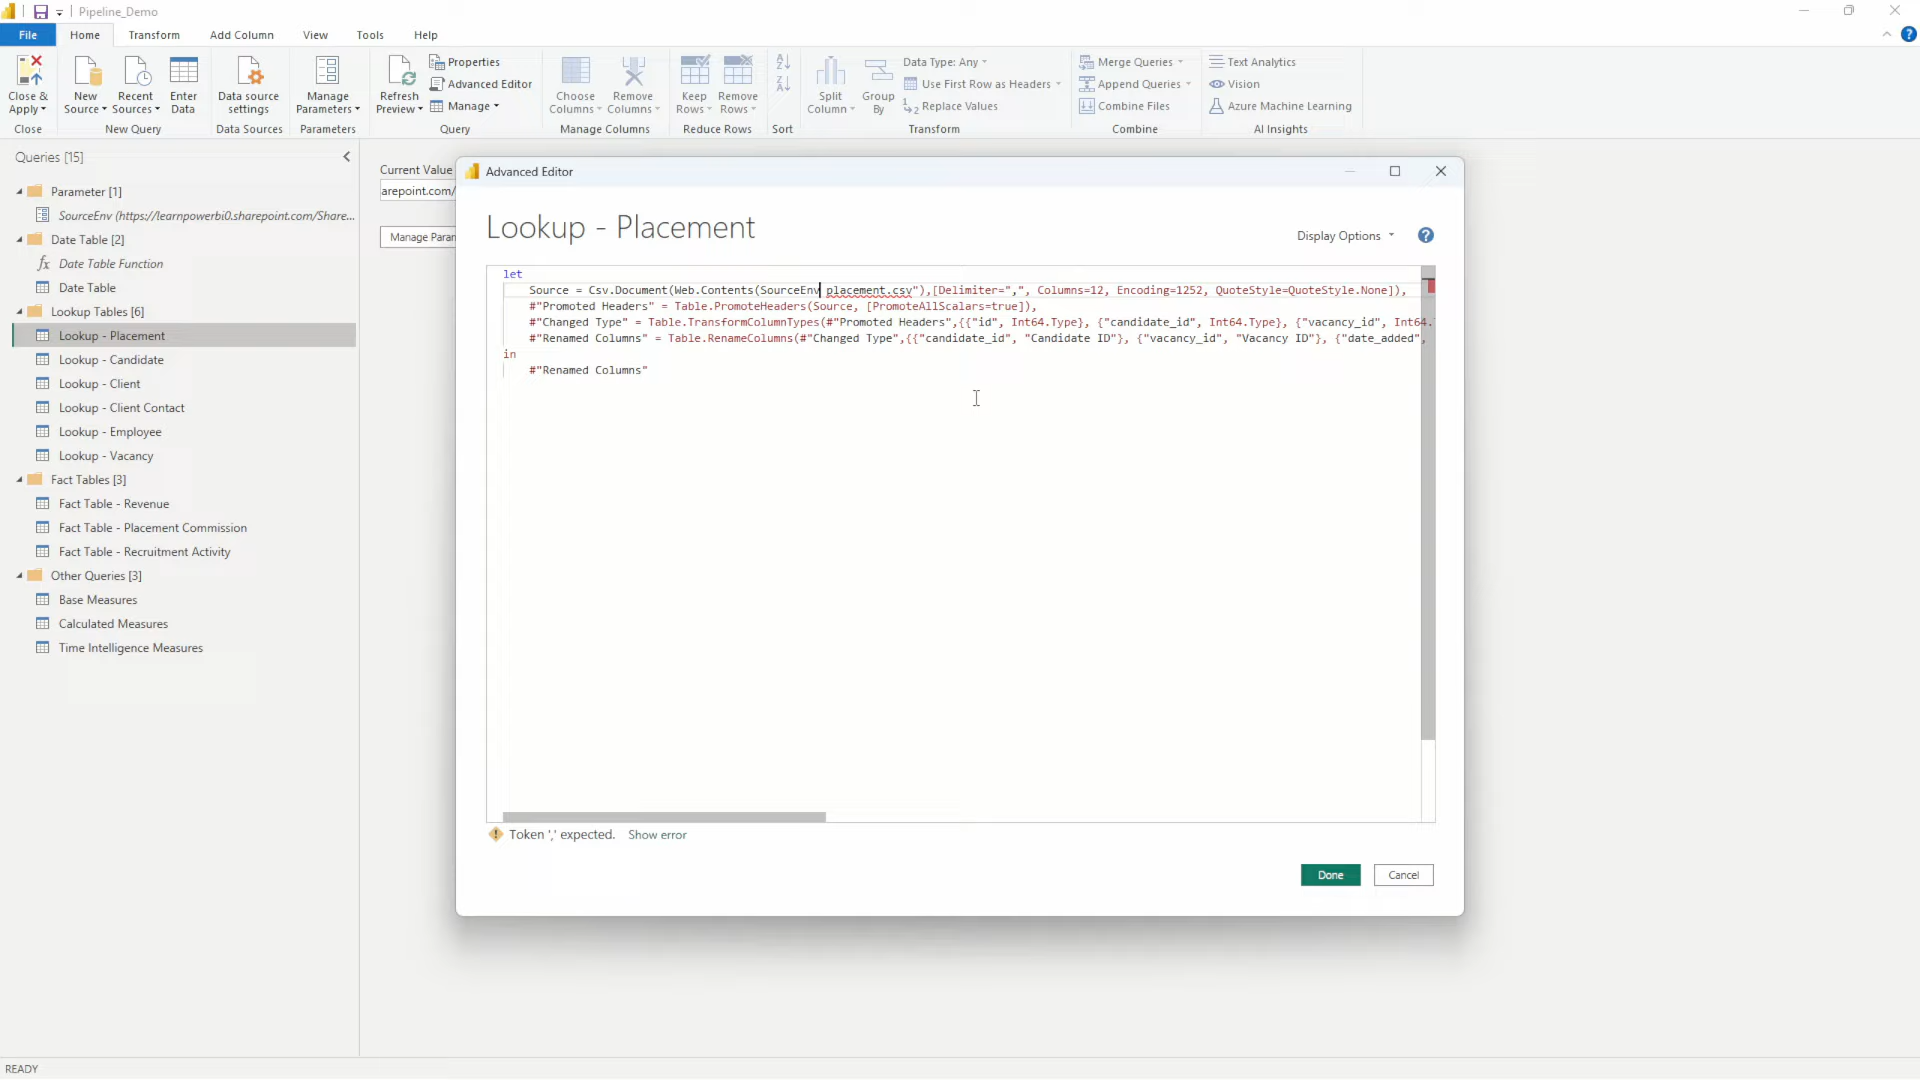 Pipeline_Demo
File Home Transform Add Column View Tools Help
Close & Apply
Close
New Source
Recent Sources
Enter Data
New Query
Data source settings
Data Sources
Manage Parameters
Parameters
Refresh Preview
Properties
Advanced Editor
Manage
Query
Choose Columns
Remove Columns
Manage Columns
Keep Rows
Remove Rows
Reduce Rows
Sort
Split Column
Group By
Data Type: Any
Use First Row as Headers
Replace Values
Transform
Merge Queries
Append Queries
Combine Files
Combine
Text Analytics
Vision
Azure Machine Learning
AI Insights
Queries [15]
Parameter [1]
SourceEnv (https://learnpowerbi0.sharepoint.com/Share...
Date Table [2]
Date Table Function
Date Table
Lookup Tables [6]
Lookup - Placement
Lookup - Candidate
Lookup - Client
Lookup - Client Contact
Lookup - Employee
Lookup - Vacancy
Fact Tables [3]
Fact Table - Revenue
Fact Table - Placement Commission
Fact Table - Recruitment Activity
Other Queries [3]
Base Measures
Calculated Measures
Time Intelligence Measures
Current Value
arepoint.com/
Manage Param
Advanced Editor
Lookup - Placement
Display Options
let
Source = Csv.Document(Web.Contents(SourceEnv placement.csv"),[Delimiter=",", Columns=12, Encoding=1252, QuoteStyle=QuoteStyle.None]),
#"Promoted Headers" = Table.PromoteHeaders(Source, [PromoteAllScalars=true]),
#"Changed Type" = Table.TransformColumnTypes(#"Promoted Headers",{{"id", Int64.Type}, {"candidate_id", Int64.Type}, {"vacancy_id", Int64.
#"Renamed Columns" = Table.RenameColumns(#"Changed Type",{{"candidate_id", "Candidate ID"}, {"vacancy_id", "Vacancy ID"}, {"date_added",
in
#"Renamed Columns"
Token ',' expected. Show error
Done
Cancel
READY